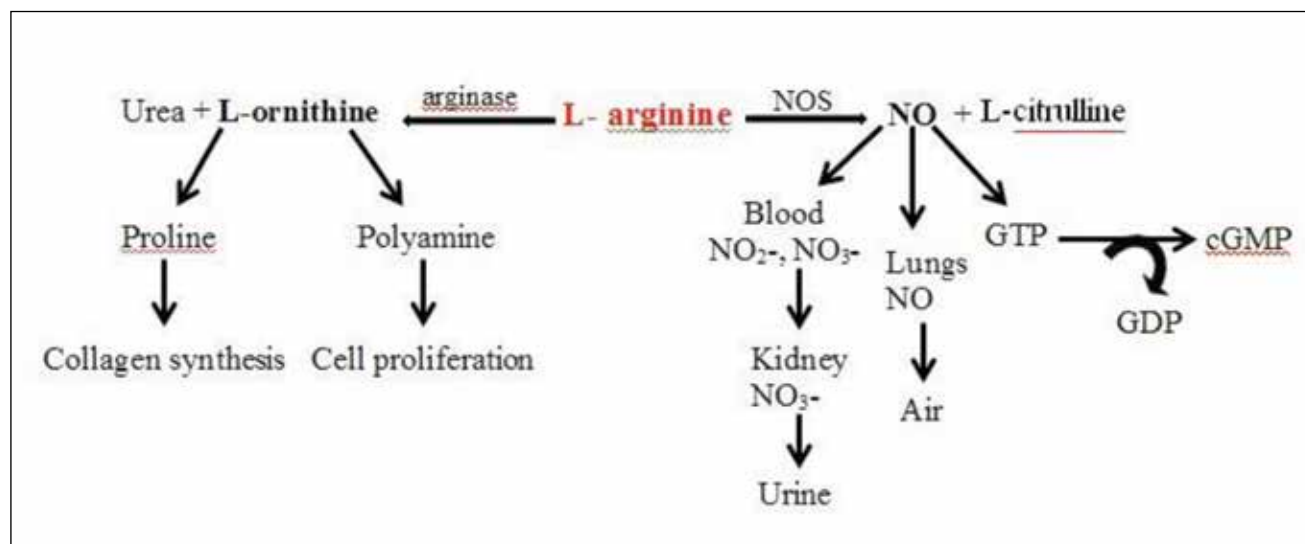 Urea + L-ornithine
arginase
L- arginine
NOS
NO + L-citrulline
Proline
Polyamine
Blood
NO₂-, NO₃-
Lungs
NO
GTP
cGMP
GDP
Collagen synthesis
Cell proliferation
Kidney
NO₃-
Air
Urine